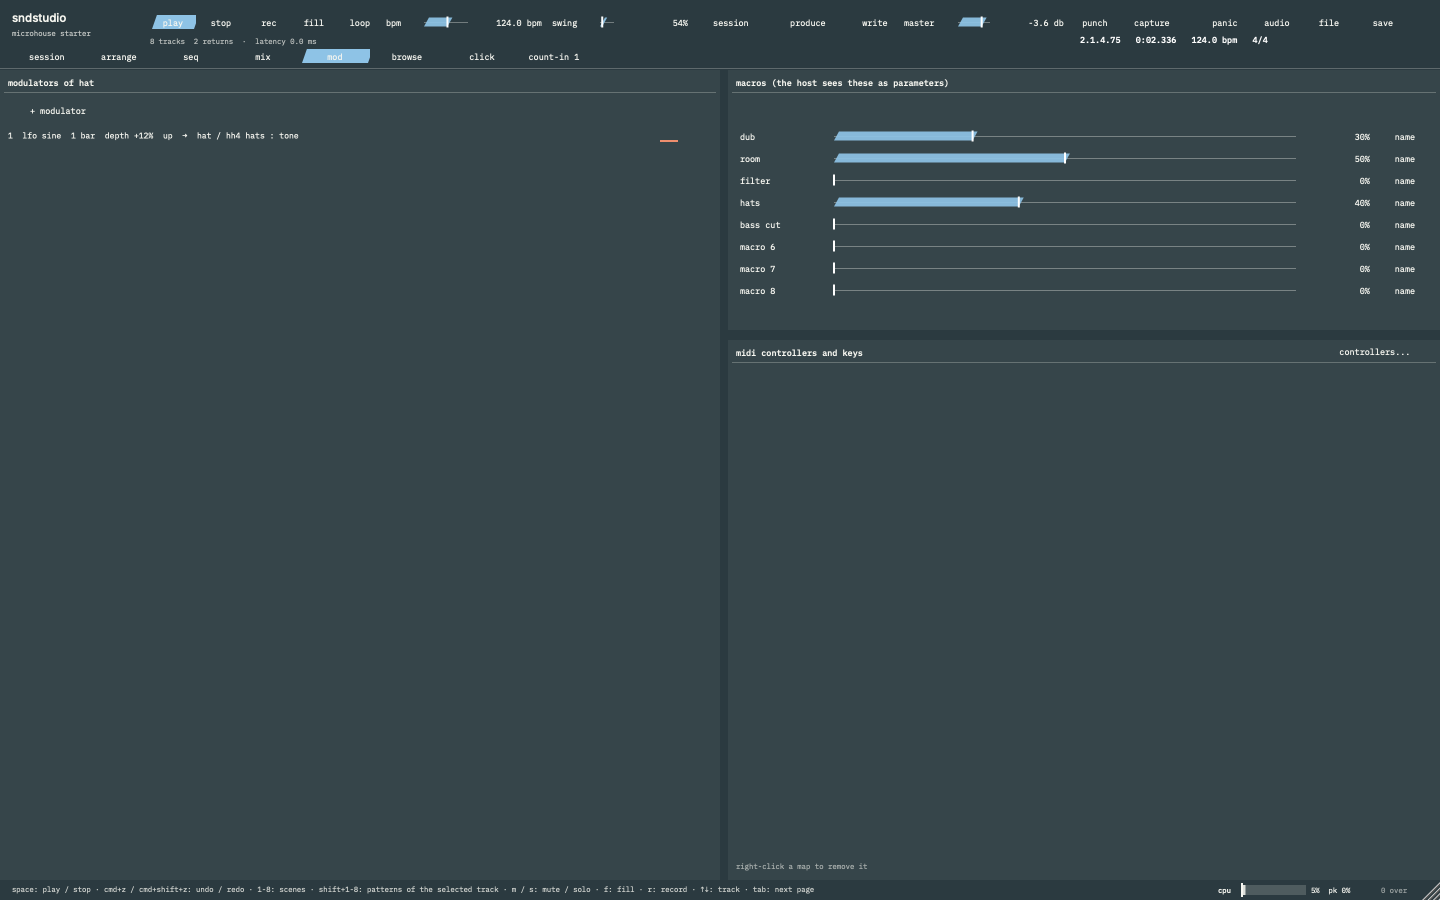 sndstudio
microhouse starter
play stop rec fill loop bpm 124.0 bpm swing 54% session produce write master -3.6 db punch capture panic audio file save
8 tracks 2 returns · latency 0.0 ms
2.1.4.75 0:02.336 124.0 bpm 4/4
session arrange seq mix mod browse click count-in 1
modulators of hat
+ modulator
1 lfo sine 1 bar depth +12% up → hat / hh4 hats : tone
macros (the host sees these as parameters)
dub 30% name
room 50% name
filter 0% name
hats 40% name
bass cut 0% name
macro 6 0% name
macro 7 0% name
macro 8 0% name
midi controllers and keys controllers...
right-click a map to remove it
space: play / stop · cmd+z / cmd+shift+z: undo / redo · 1-8: scenes · shift+1-8: patterns of the selected track · m / s: mute / solo · f: fill · r: record · ↑↓: track · tab: next page
cpu 5% pk 0% 0 over